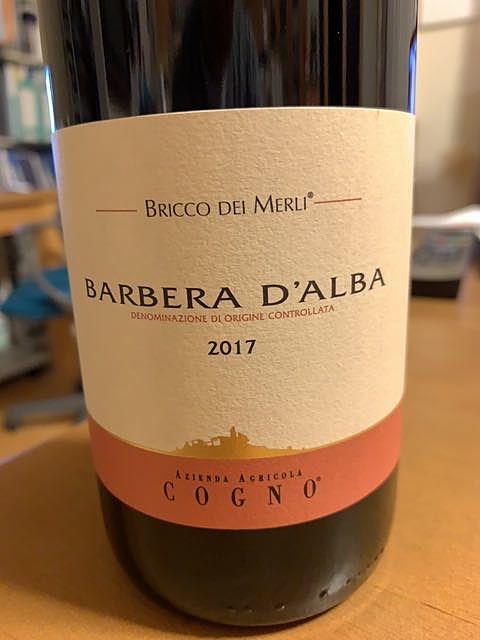 BRICCO DEI MERLI®
BARBERA D'ALBA
DENOMINAZIONE DI ORIGINE CONTROLLATA
2017
AZIENDA AGRICOLA
COGNO®